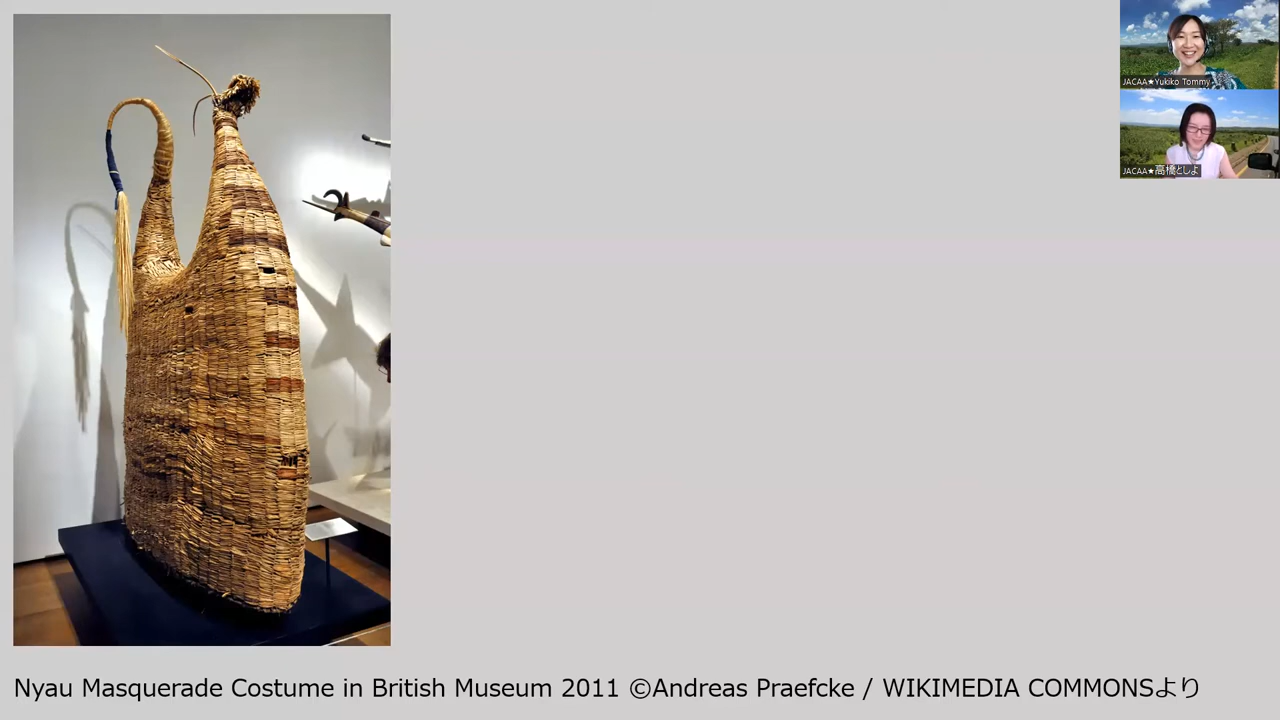 JACAA★Yukiko Tommy
JACAA★高橋としよ
Nyau Masquerade Costume in British Museum 2011 ©Andreas Praefcke / WIKIMEDIA COMMONSより